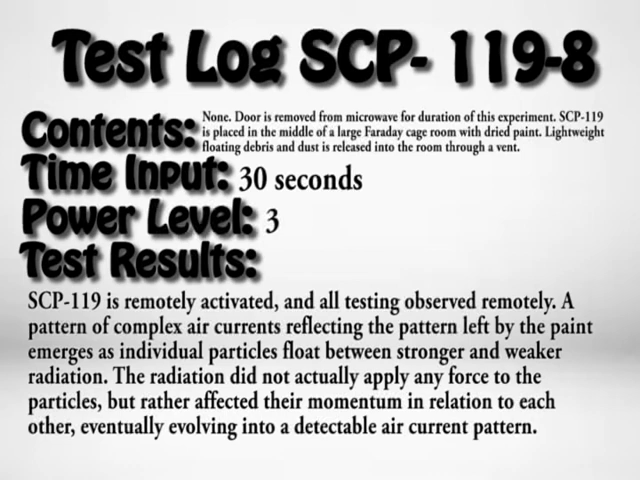 Test Log SCP- 119-8
Contents: None. Door is removed from microwave for duration of this experiment. SCP-119
is placed in the middle of a large Faraday cage room with dried paint. Lightweight
floating debris and dust is released into the room through a vent.
Time Input: 30 seconds
Power Level: 3
Test Results:
SCP-119 is remotely activated, and all testing observed remotely. A
pattern of complex air currents reflecting the pattern left by the paint
emerges as individual particles float between stronger and weaker
radiation. The radiation did not actually apply any force to the
particles, but rather affected their momentum in relation to each
other, eventually evolving into a detectable air current pattern.